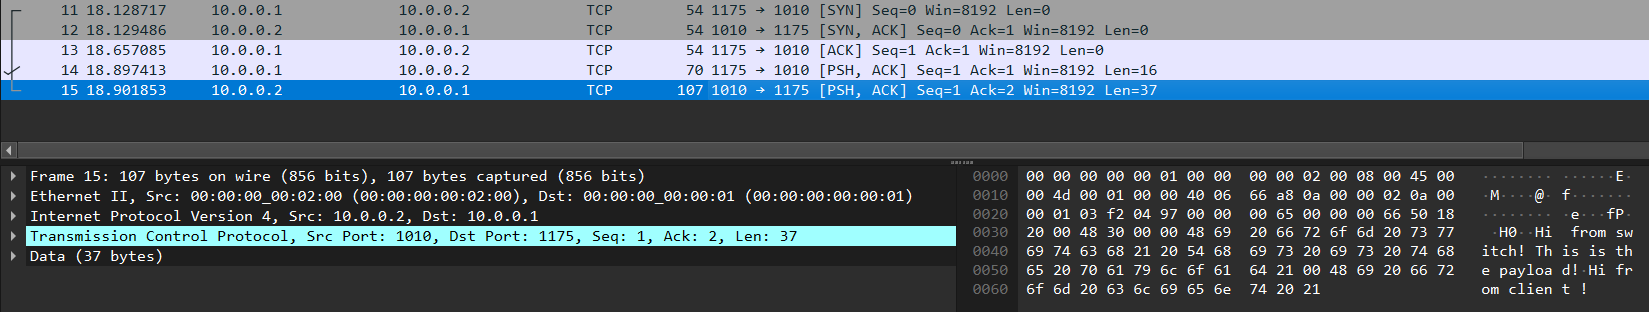 11 18.128717 10.0.0.1 10.0.0.2 TCP 54 1175 → 1010 [SYN] Seq=0 Win=8192 Len=0
12 18.129486 10.0.0.2 10.0.0.1 TCP 54 1010 → 1175 [SYN, ACK] Seq=0 Ack=1 Win=8192 Len=0
13 18.657085 10.0.0.1 10.0.0.2 TCP 54 1175 → 1010 [ACK] Seq=1 Ack=1 Win=8192 Len=0
14 18.897413 10.0.0.1 10.0.0.2 TCP 70 1175 → 1010 [PSH, ACK] Seq=1 Ack=1 Win=8192 Len=16
15 18.901853 10.0.0.2 10.0.0.1 TCP 107 1010 → 1175 [PSH, ACK] Seq=1 Ack=2 Win=8192 Len=37
Frame 15: 107 bytes on wire (856 bits), 107 bytes captured (856 bits)
Ethernet II, Src: 00:00:00_00:02:00 (00:00:00:00:02:00), Dst: 00:00:00_00:00:01 (00:00:00:00:00:01)
Internet Protocol Version 4, Src: 10.0.0.2, Dst: 10.0.0.1
Transmission Control Protocol, Src Port: 1010, Dst Port: 1175, Seq: 1, Ack: 2, Len: 37
Data (37 bytes)
0000 00 00 00 00 00 01 00 00 00 00 02 00 08 00 45 00 ········ ······E·
0010 00 4d 00 01 00 00 40 06 66 a8 0a 00 00 02 0a 00 ·M····@· f·······
0020 00 01 03 f2 04 97 00 00 00 65 00 00 00 66 50 18 ········ ·e···fP·
0030 20 00 48 30 00 00 48 69 20 66 72 6f 6d 20 73 77 ·H0··Hi from sw
0040 69 74 63 68 21 20 54 68 69 73 20 69 73 20 74 68 itch! Th is is th
0050 65 20 70 61 79 6c 6f 61 64 21 00 48 69 20 66 72 e payloa d!·Hi fr
0060 6f 6d 20 63 6c 69 65 6e 74 20 21 om clien t !